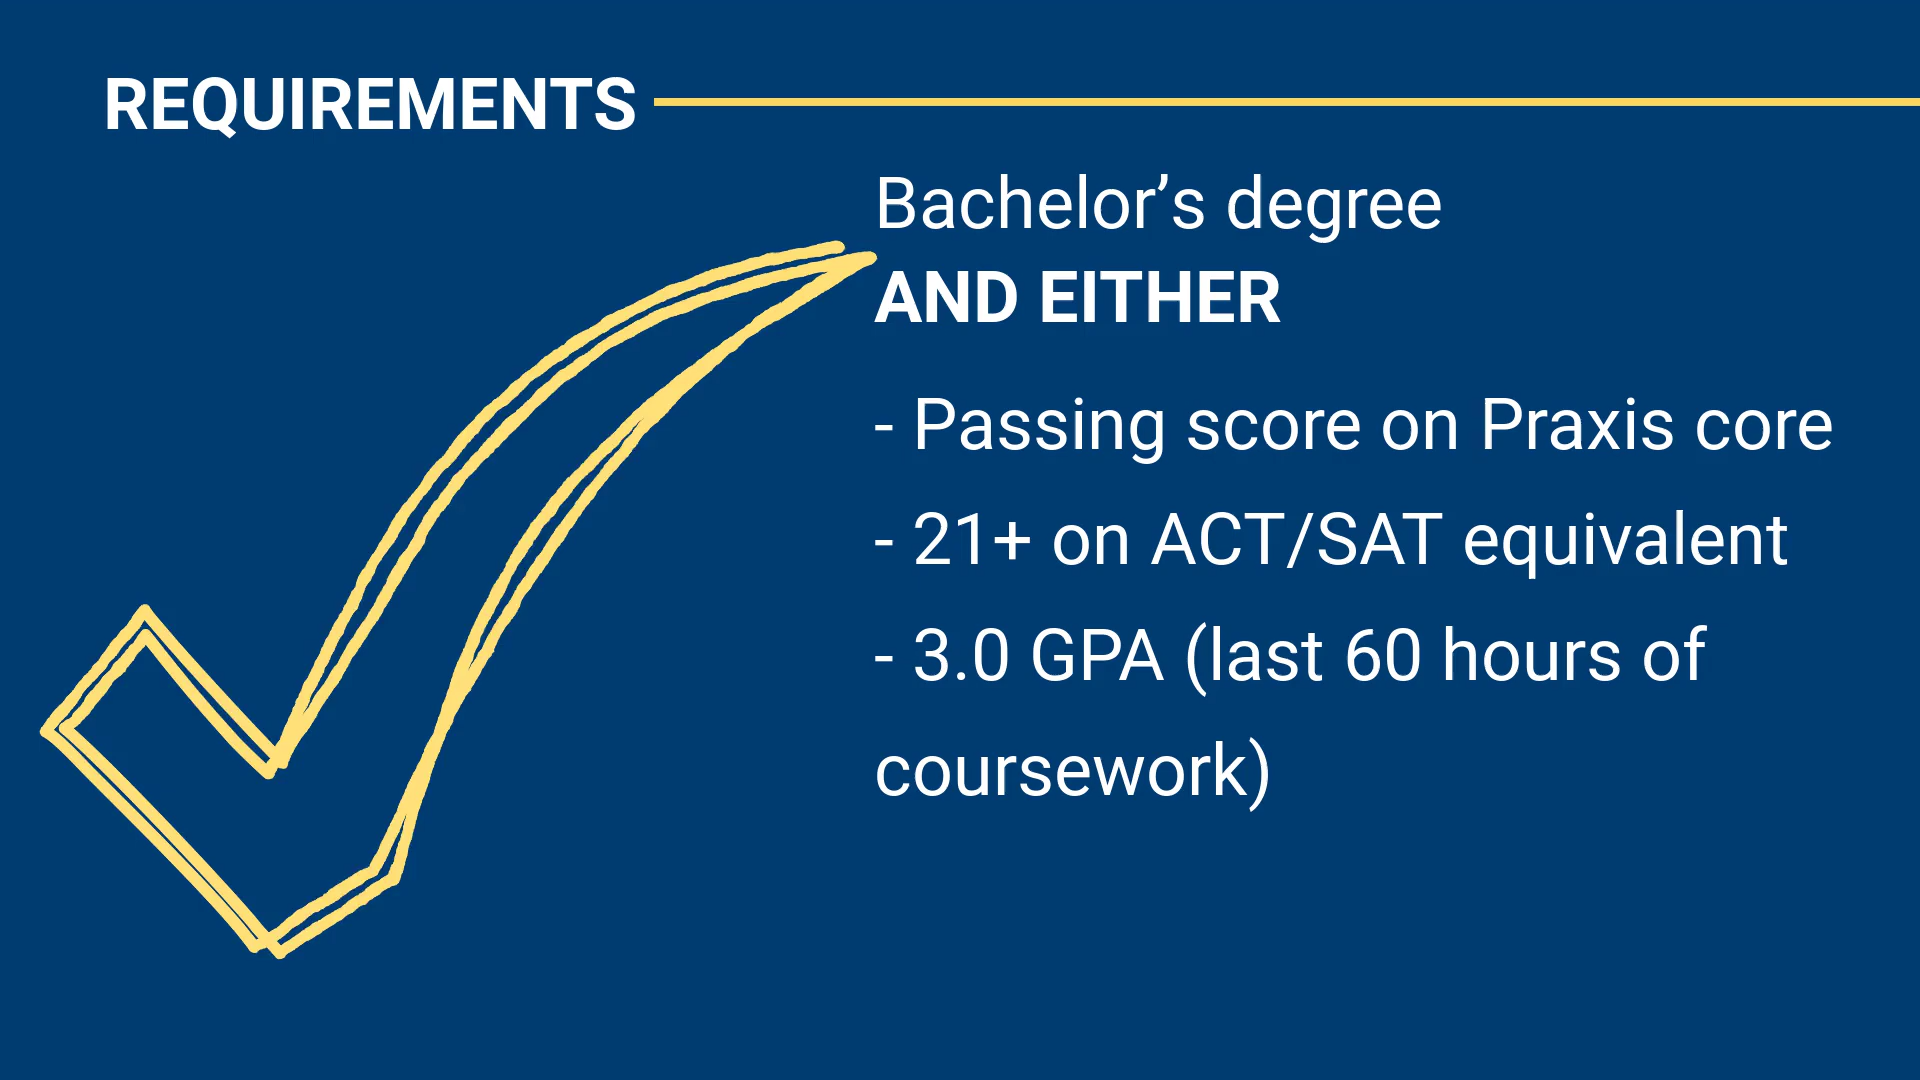 REQUIREMENTS
Bachelor’s degree
AND EITHER
- Passing score on Praxis core
- 21+ on ACT/SAT equivalent
- 3.0 GPA (last 60 hours of
coursework)